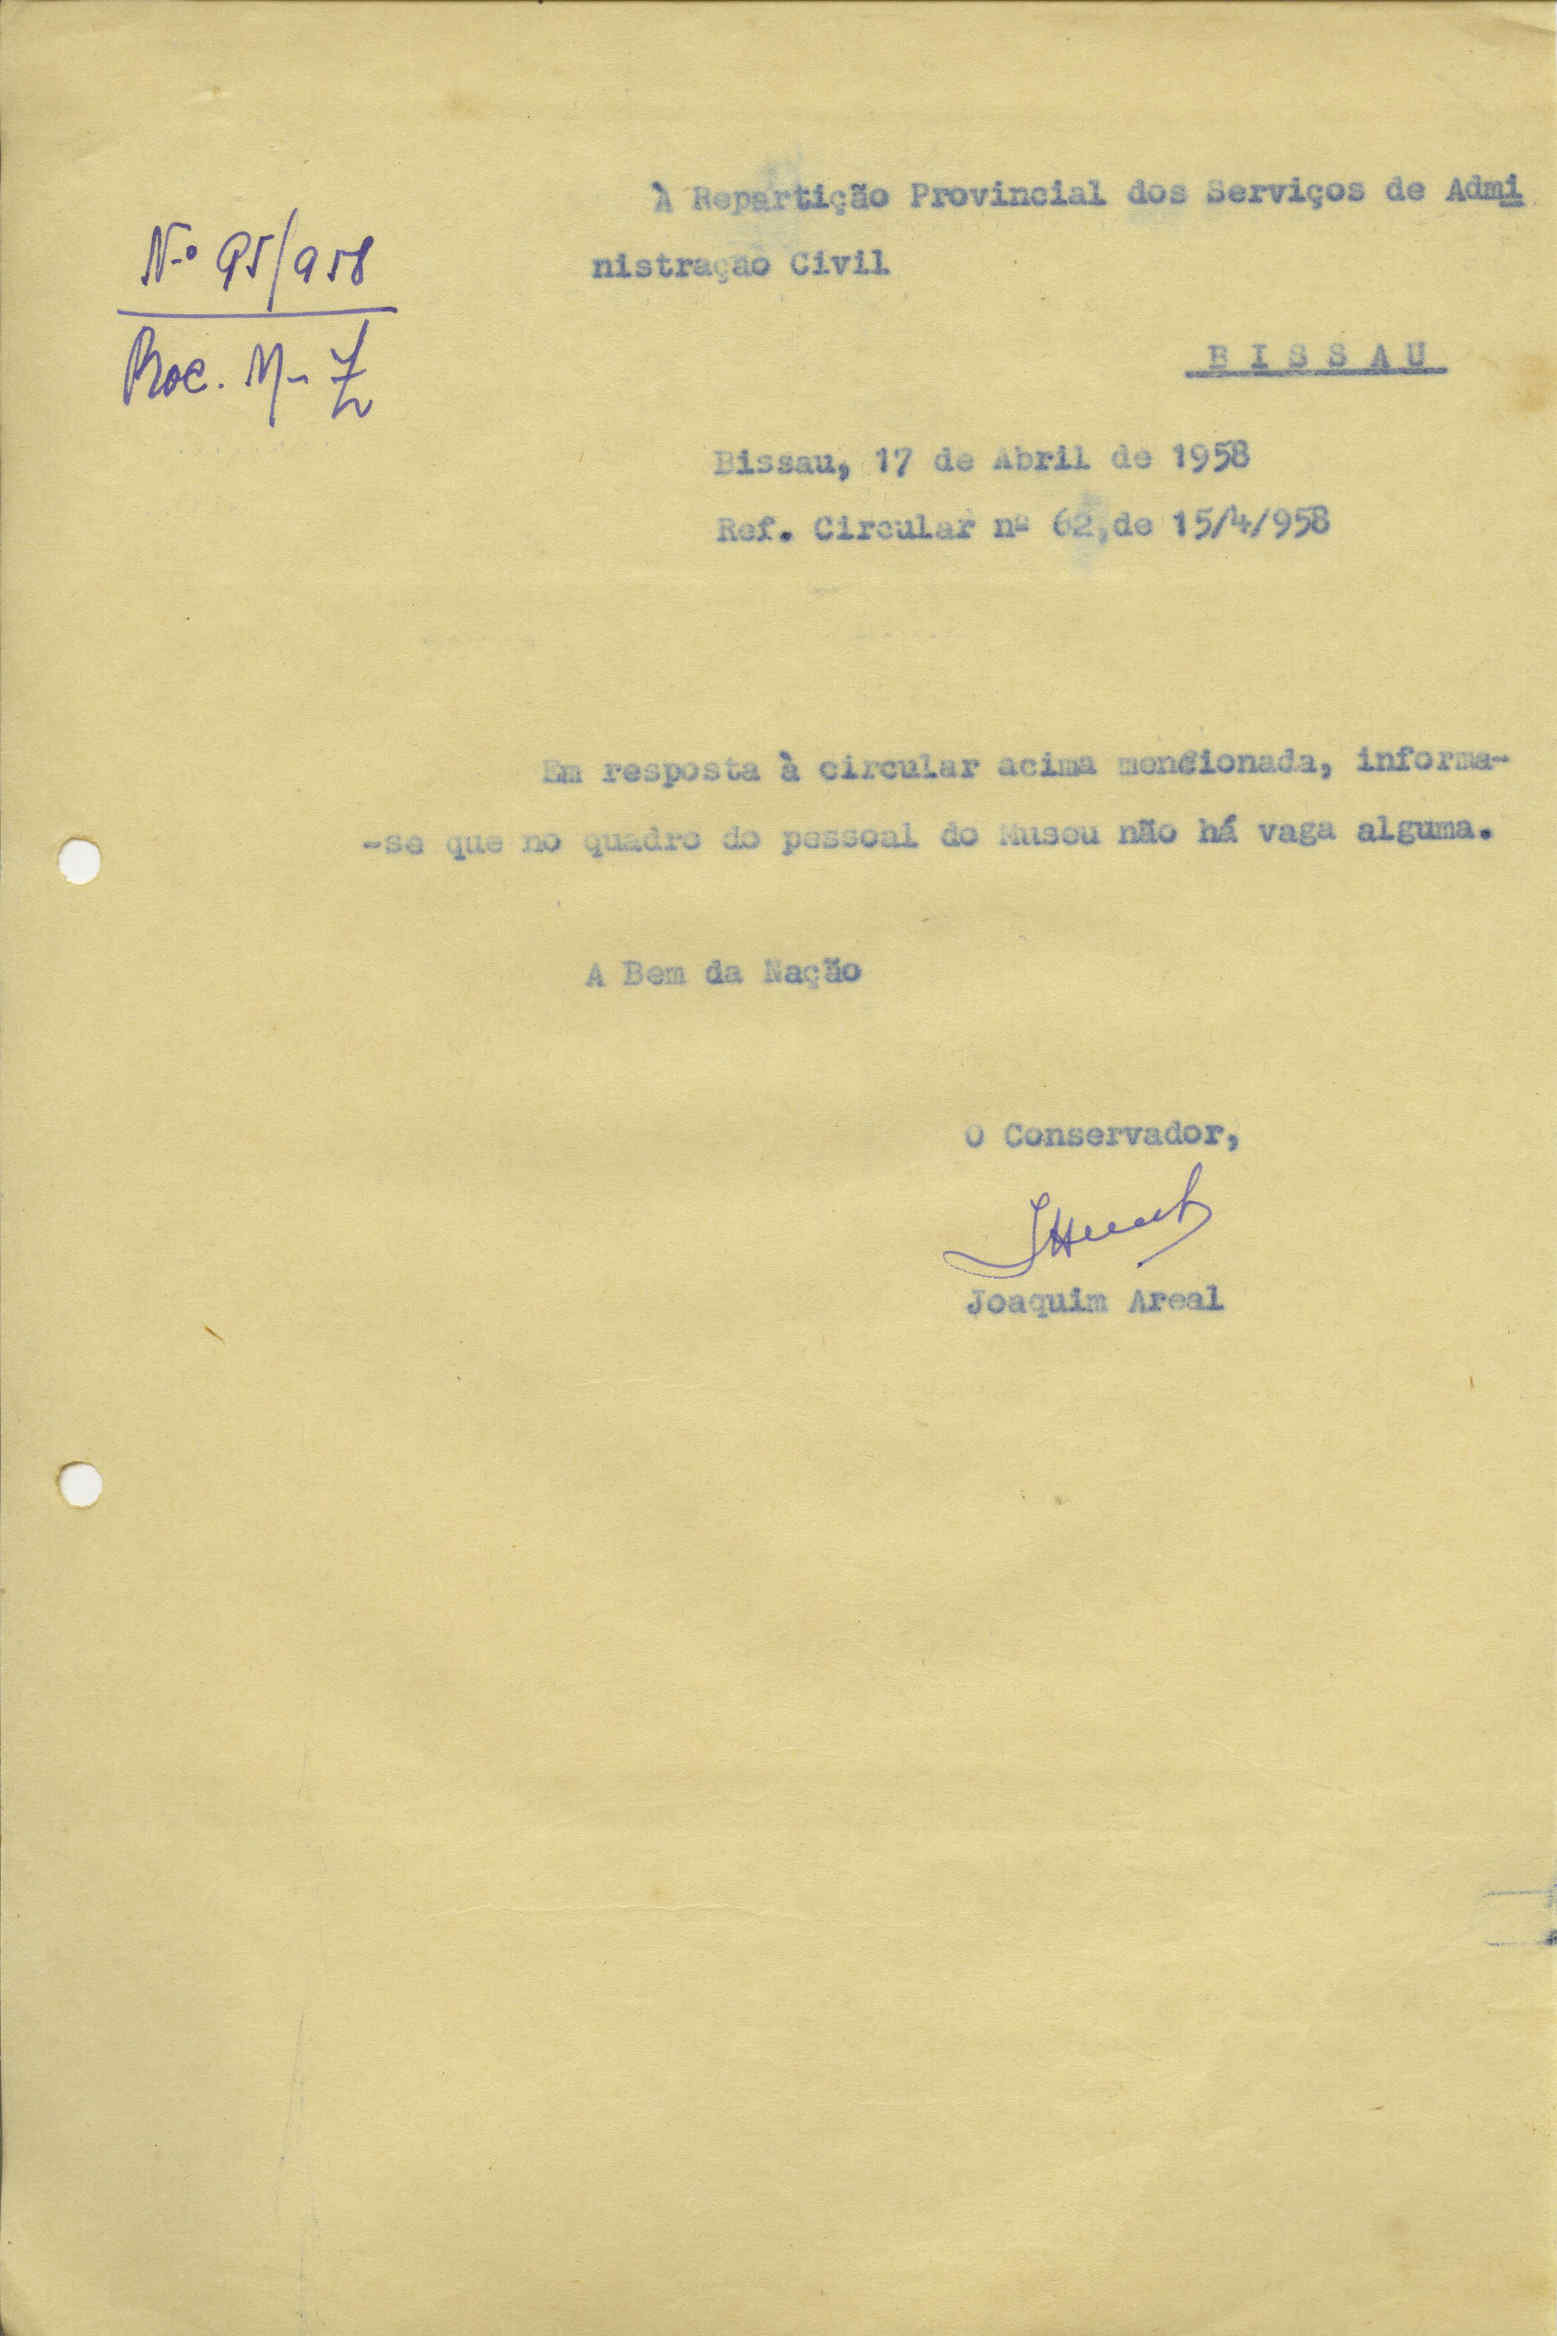 À Repartição Provincial dos Serviços de Admi
nistração Civil
Nº 95/958
Proc. M-Z
BISSAU
Bissau, 17 de Abril de 1958
Ref. Circular nº 62,de 15/4/958
Em resposta à circular acima mencionada, informa-
-se que no quadro do pessoal do Museu não há vaga alguma.
A Bem da Nação
O Conservador,
Joaquim Areal